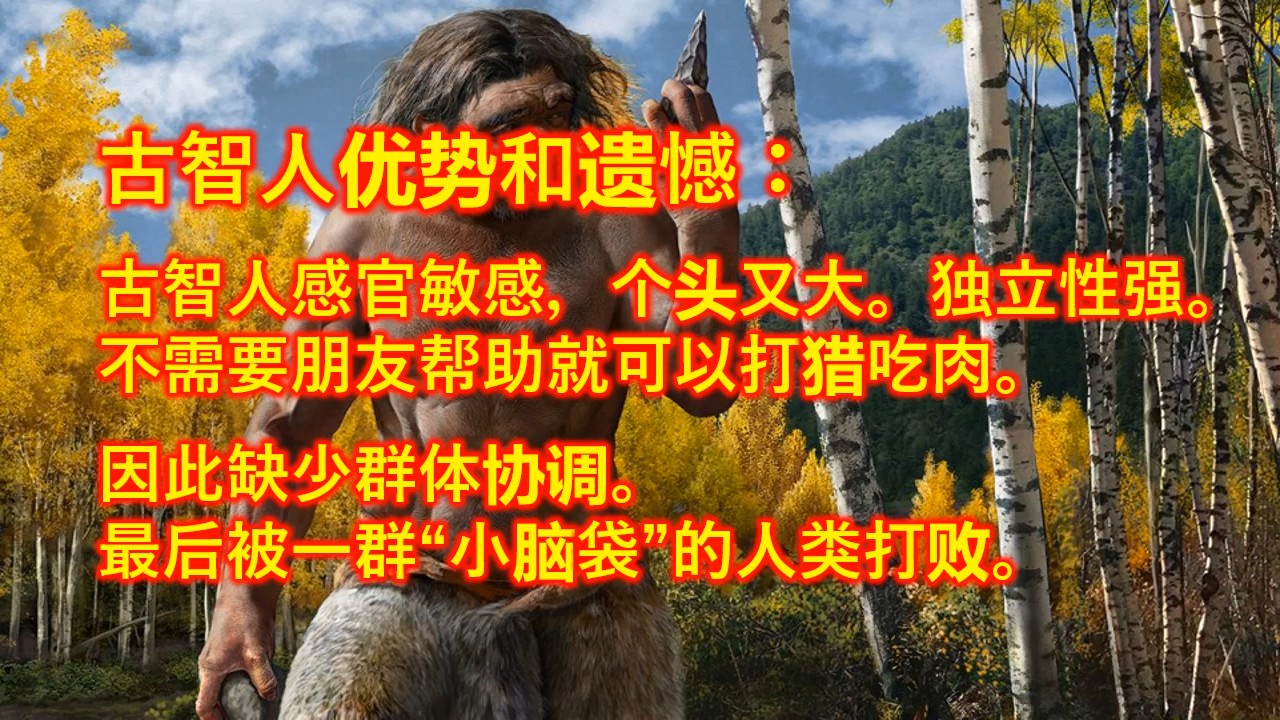 古智人优势和遗憾：
古智人感官敏感，个头又大。独立性强。
不需要朋友帮助就可以打猎吃肉。
因此缺少群体协调。
最后被一群“小脑袋”的人类打败。